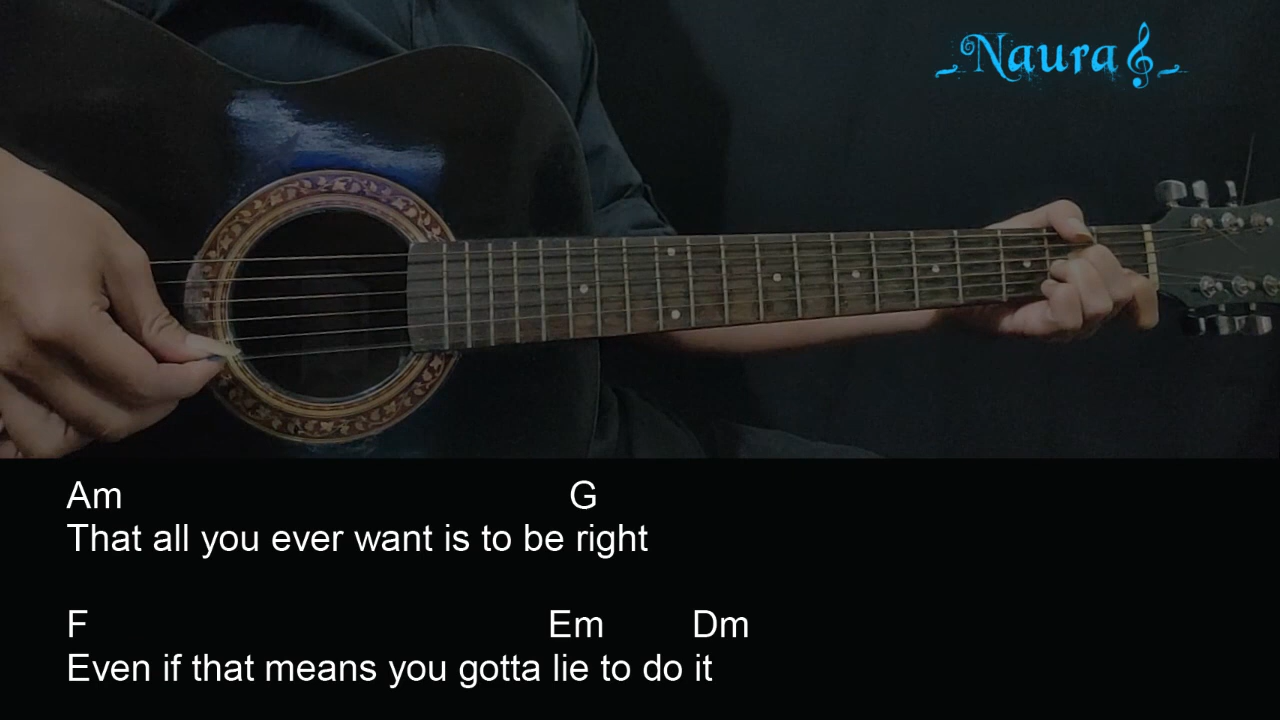 Naura
Am G
That all you ever want is to be right
F Em Dm
Even if that means you gotta lie to do it